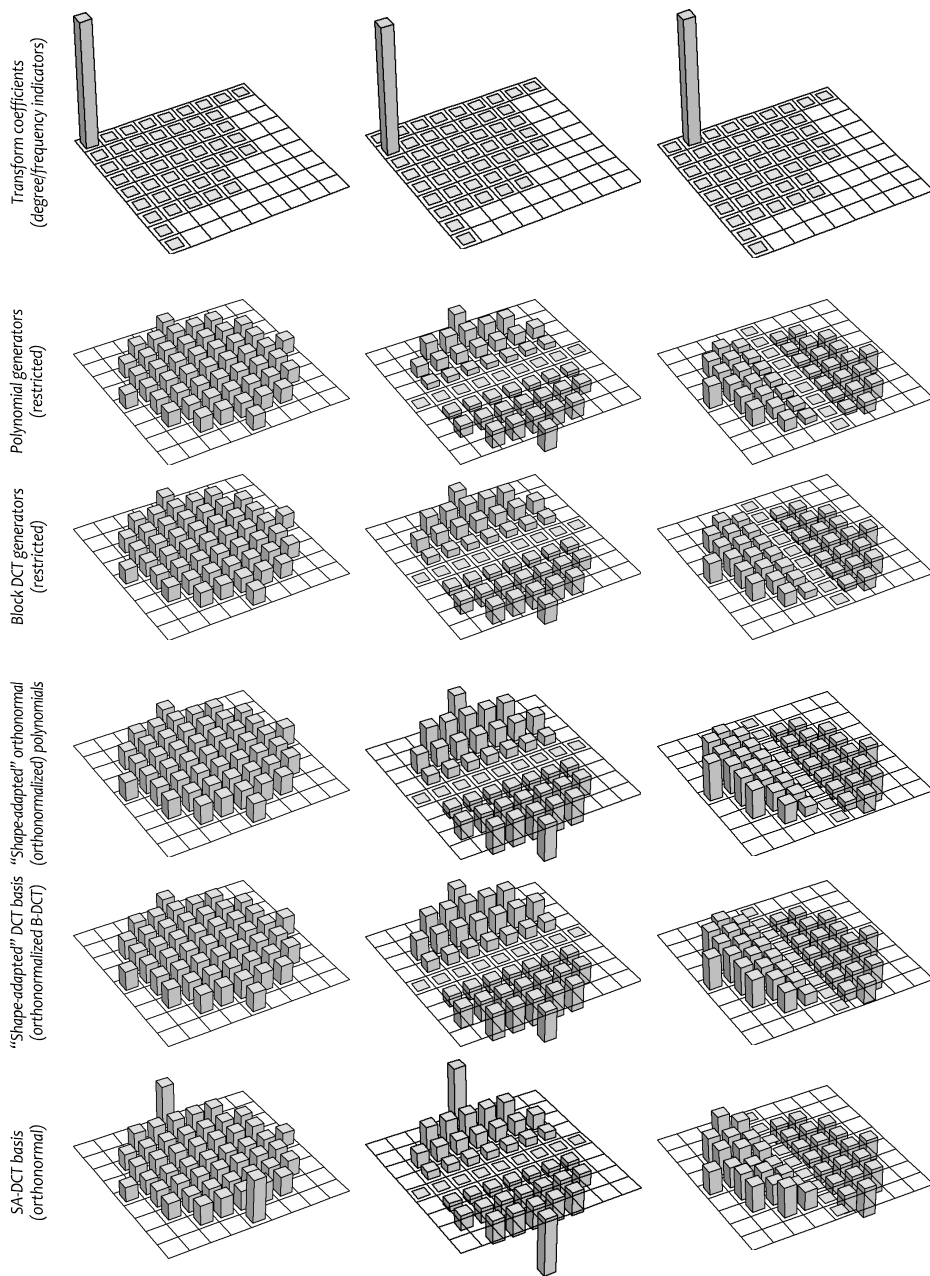 Transform coefficients
(degree/frequency indicators)
Polynomial generators
(restricted)
Block DCT generators
(restricted)
“Shape-adapted” orthonormal
(orthonormalized) polynomials
“Shape-adapted” DCT basis
(orthonormalized B-DCT)
SA-DCT basis
(orthonormal)